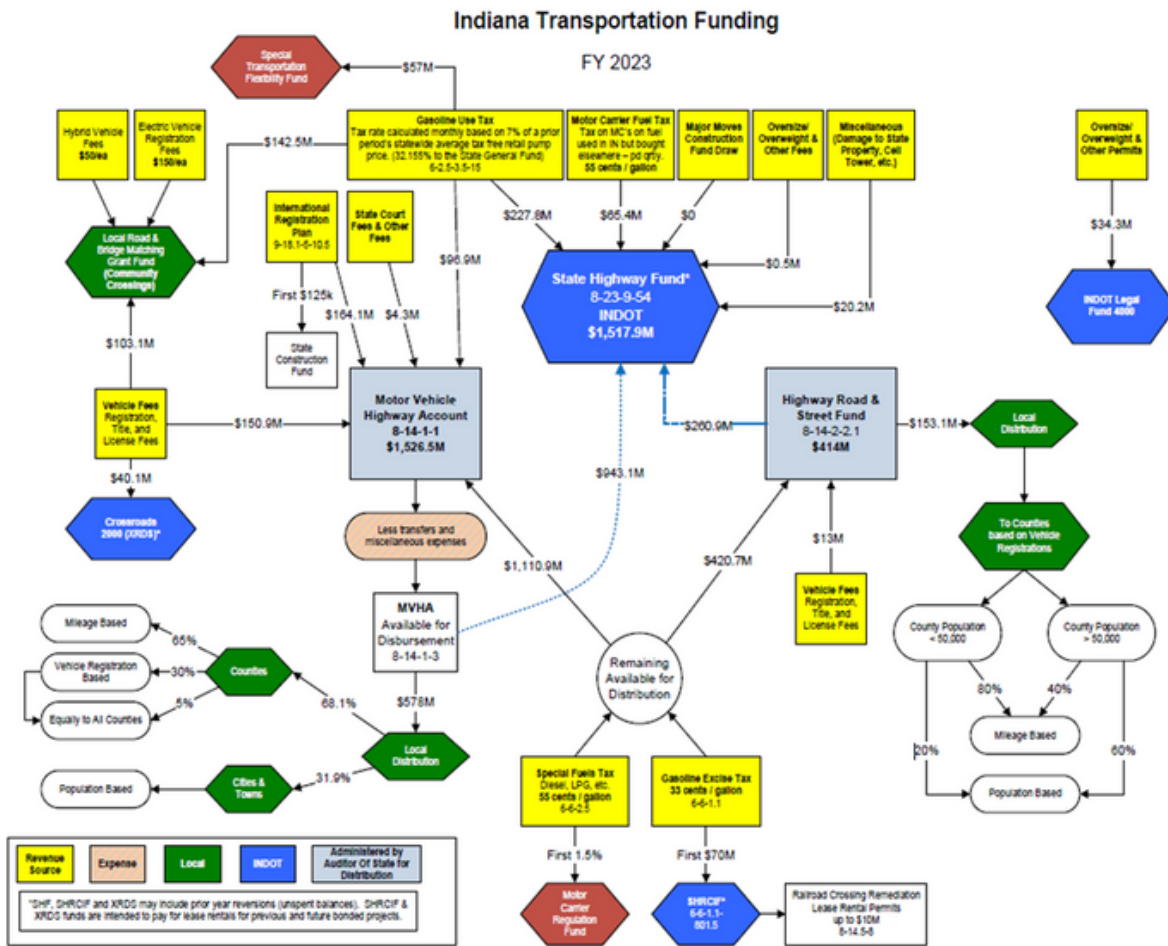 Indiana Transportation Funding
FY 2023
Special
Transportation
Flexibility Fund
$57M
Hybrid Vehicle
Fees
$50/ea
Electric Vehicle
Registration
Fees
$150/ea
$142.5M
Gasoline Use Tax
Tax rate calculated monthly based on 7% of a prior
period's statewide average tax free retail pump
price. (32.155% to the State General Fund)
6-2.5-3.5-15
Motor Carrier Fuel Tax
Tax on MC's on fuel
used in IN but bought
elsewhere – pd qrtly.
55 cents / gallon
Major Moves
Construction
Fund Draw
Oversize/
Overweight &
Other Fees
Miscellaneous
(Damage to State
Property, Cell
Tower, etc.)
Oversize/
Overweight &
Other Permits
International
Registration
Plan
9-18.1-5-10.5
State Court
Fees & Other
Fees
$227.8M
$65.4M
$0
$34.3M
Local Road &
Bridge Matching
Grant Fund
(Community
Crossings)
$96.9M
State Highway Fund*
8-23-9-54
INDOT
$1,517.9M
$0.5M
$20.2M
INDOT Legal
Fund 4000
First $125k
$164.1M
$4.3M
State
Construction
Fund
$103.1M
Vehicle Fees
Registration,
Title, and
License Fees
$150.9M
Motor Vehicle
Highway Account
8-14-1-1
$1,526.5M
$260.9M
Highway Road &
Street Fund
8-14-2-2.1
$414M
$153.1M
Local
Distribution
$40.1M
Crossroads
2000 (XRDS)*
$943.1M
Less transfers and
miscellaneous expenses
To Counties
based on Vehicle
Registrations
$1,110.9M
$420.7M
$13M
Vehicle Fees
Registration,
Title, and
License Fees
MVHA
Available for
Disbursement
8-14-1-3
Mileage Based
65%
Vehicle Registration
Based
30%
Counties
Equally to All Counties
5%
68.1%
$578M
Remaining
Available for
Distribution
County Population
< 50,000
County Population
> 50,000
80%
40%
Mileage Based
20%
60%
Population Based
Local
Distribution
31.9%
Cities &
Towns
Population Based
Special Fuels Tax
Diesel, LPG, etc.
55 cents / gallon
6-6-2.5
Gasoline Excise Tax
33 cents / gallon
6-6-1.1
First 1.5%
First $70M
Motor
Carrier
Regulation
Fund
SHRCIF*
6-6-1.1-
801.5
Railroad Crossing Remediation
Lease Rental Permits
up to $10M
8-14.5-8
Revenue
Source
Expense
Local
INDOT
Administered by
Auditor Of State for
Distribution
*SHF, SHRCIF and XRDS may include prior year reversions (unspent balances). SHRCIF &
XRDS funds are intended to pay for lease rentals for previous and future bonded projects.